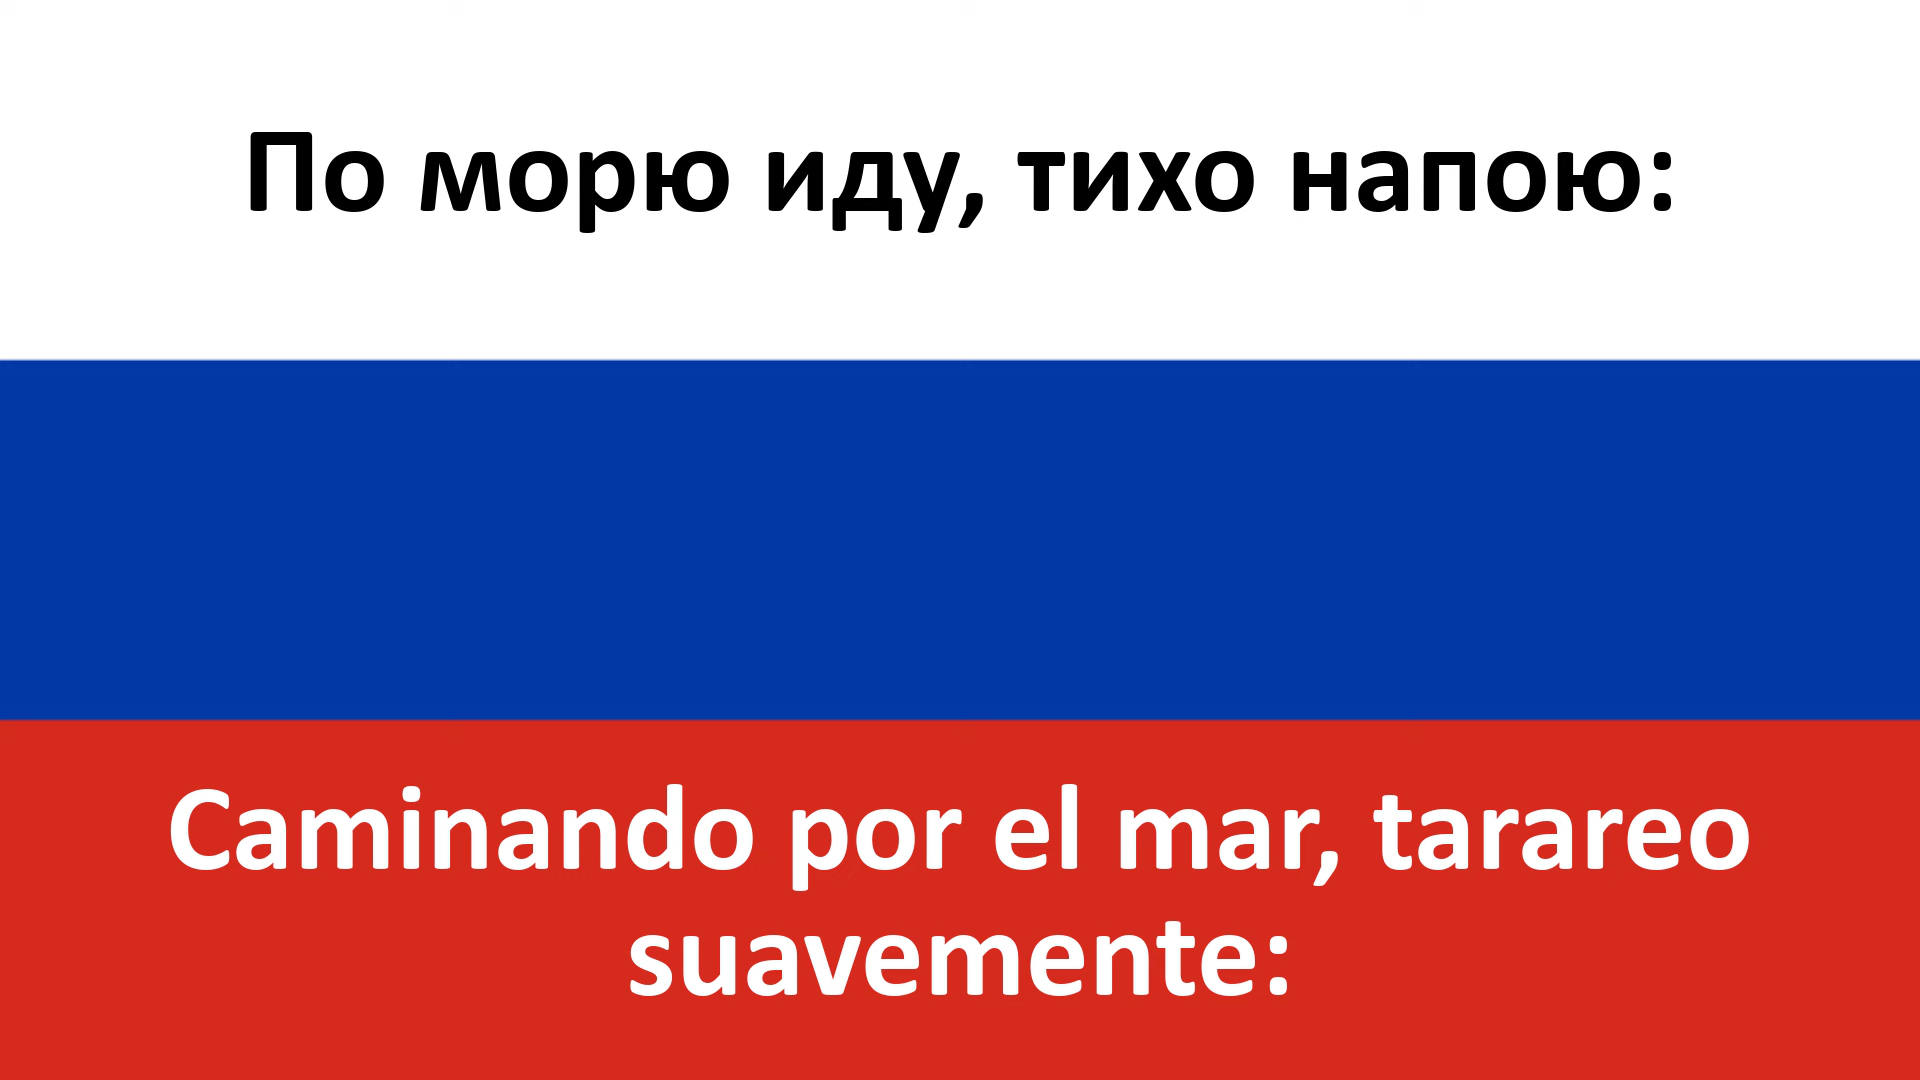 По морю иду, тихо напою:
Caminando por el mar, tarareo
suavemente: